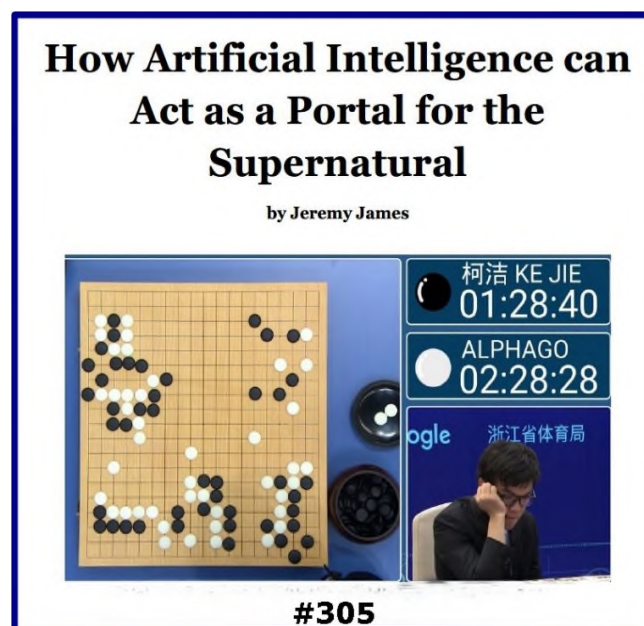 How Artificial Intelligence can
Act as a Portal for the
Supernatural
by Jeremy James
柯洁 KE JIE
01:28:40
ALPHAGO
02:28:28
ogle 浙江省体育局
#305